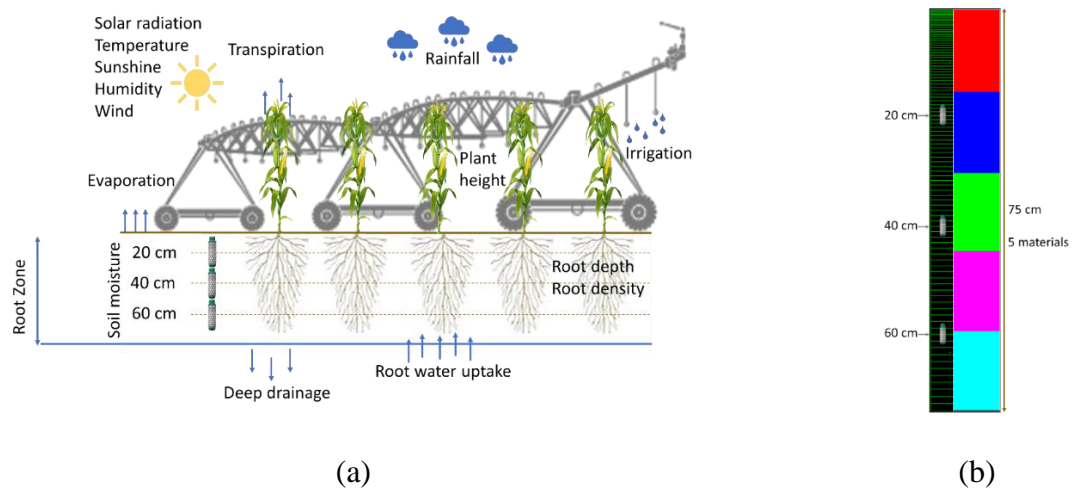 Solar radiation
Temperature
Sunshine
Humidity
Wind
Transpiration
Rainfall
Evaporation
Plant
height
Irrigation
Root Zone
Soil moisture
20 cm
40 cm
60 cm
Root depth
Root density
Deep drainage
Root water uptake
(a)
20 cm
40 cm
60 cm
75 cm
5 materials
(b)